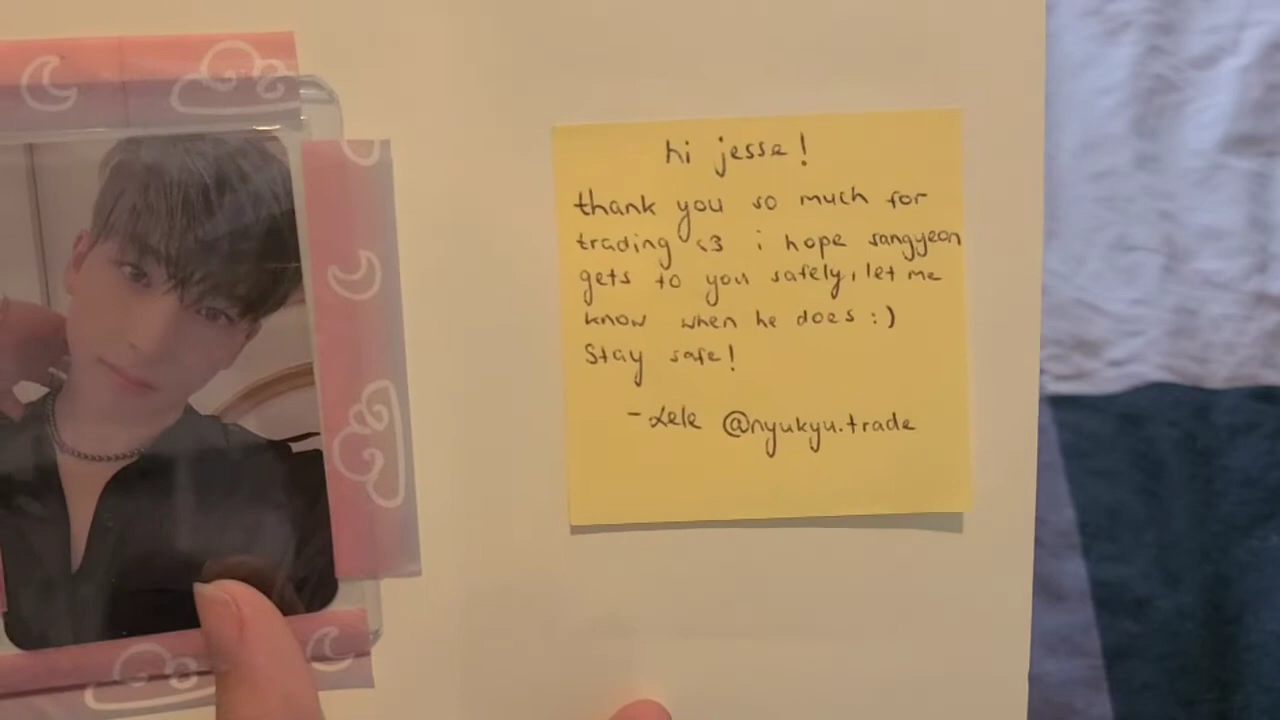 hi jesse!
thank you so much for
trading <3 i hope sangyeon
gets to you safely, let me
know when he does :)
Stay safe!
- Lele @nyukyu.trade